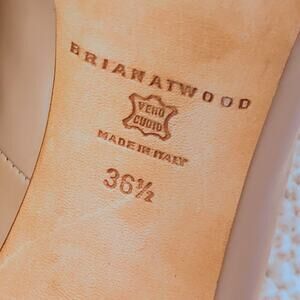 BRIAN ATWOOD
VERO
CUOIO
MADE IN ITALY
36½